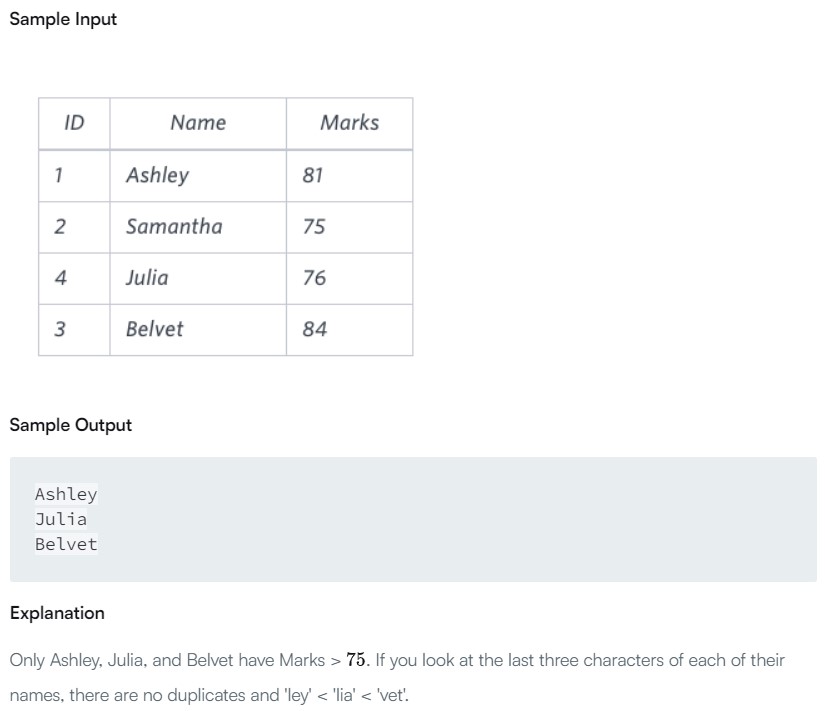 Sample Input
ID Name Marks
1 Ashley 81
2 Samantha 75
4 Julia 76
3 Belvet 84
Sample Output
Ashley
Julia
Belvet
Explanation
Only Ashley, Julia, and Belvet have Marks > 75. If you look at the last three characters of each of their
names, there are no duplicates and 'ley' < 'lia' < 'vet'.